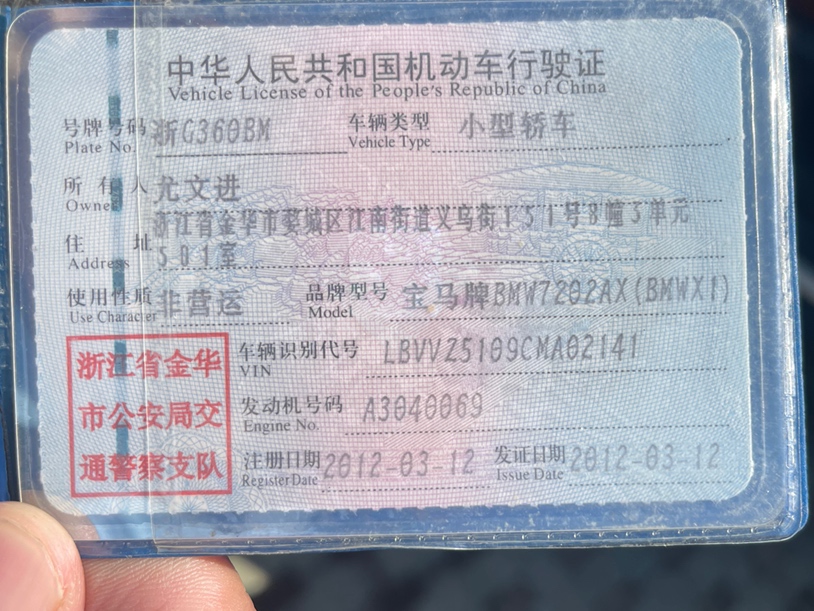 中华人民共和国机动车行驶证
Vehicle License of the People's Republic of China
号牌号码 浙G360BM 车辆类型 小型轿车
Plate No. Vehicle Type
所有人 尤文进
Owner
浙江省金华市婺城区江南街道义乌街151号8幢3单元
住址 501室
Address
使用性质 非营运 品牌型号 宝马牌BMW7202AX(BMWX1)
Use Character Model
车辆识别代号 LBVVZ5109CMA02141
VIN
发动机号码 A3040069
Engine No.
注册日期 2012-03-12 发证日期 2012-03-12
Register Date Issue Date
浙江省金华
市公安局交
通警察支队